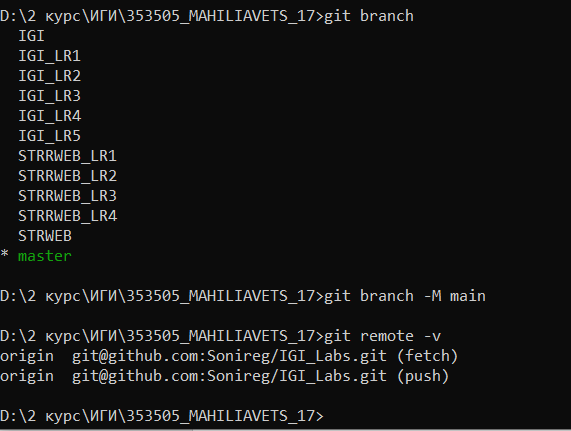 D:\2 курс\ИГИ\353505_MAHILIAVETS_17>git branch
  IGI
  IGI_LR1
  IGI_LR2
  IGI_LR3
  IGI_LR4
  IGI_LR5
  STRRWEB_LR1
  STRRWEB_LR2
  STRRWEB_LR3
  STRRWEB_LR4
  STRWEB
* master
D:\2 курс\ИГИ\353505_MAHILIAVETS_17>git branch -M main
D:\2 курс\ИГИ\353505_MAHILIAVETS_17>git remote -v
origin  git@github.com:Sonireg/IGI_Labs.git (fetch)
origin  git@github.com:Sonireg/IGI_Labs.git (push)
D:\2 курс\ИГИ\353505_MAHILIAVETS_17>